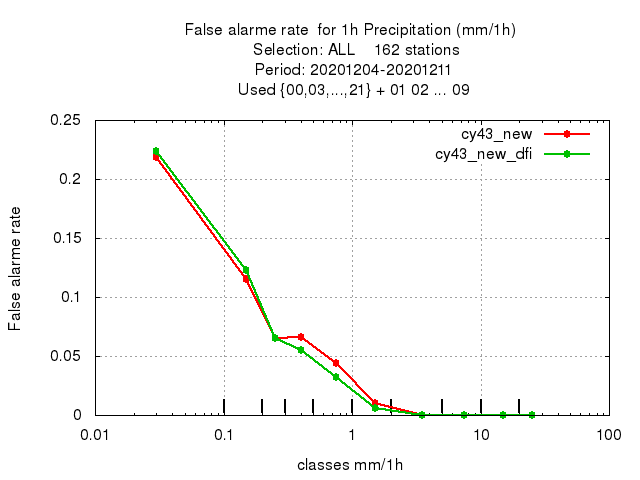 False alarme rate  for 1h Precipitation (mm/1h)
Selection: ALL    162 stations
Period: 20201204-20201211
Used {00,03,...,21} + 01 02 ... 09
cy43_new
cy43_new_dfi
0.25
0.2
0.15
0.1
0.05
0
False alarme rate
0.01
0.1
1
10
100
classes mm/1h